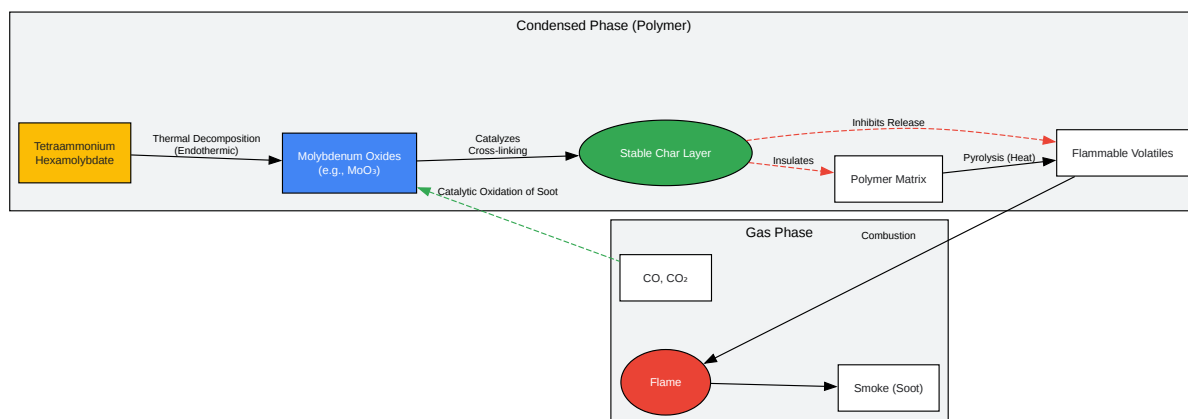 Condensed Phase (Polymer)
Tetraammonium
Hexamolybdate
Thermal Decomposition
(Endothermic)
Molybdenum Oxides
(e.g., MoO₃)
Catalyzes
Cross-linking
Stable Char Layer
Inhibits Release
Insulates
Polymer Matrix
Pyrolysis (Heat)
Flammable Volatiles
Catalytic Oxidation of Soot
Gas Phase
Combustion
CO, CO₂
Flame
Smoke (Soot)